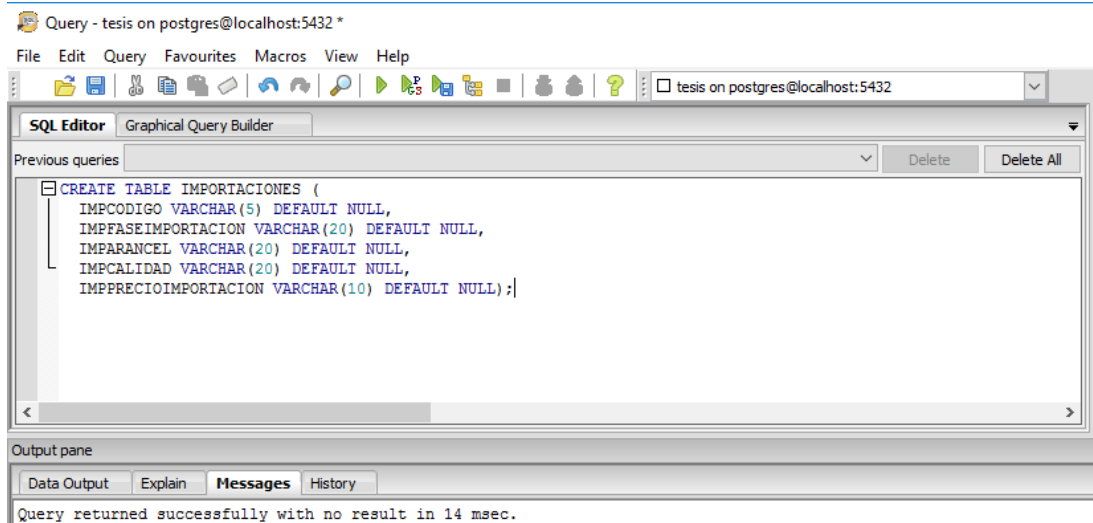 Query - tesis on postgres@localhost:5432 *
File Edit Query Favourites Macros View Help
tesis on postgres@localhost:5432
SQL Editor Graphical Query Builder
Previous queries Delete Delete All
CREATE TABLE IMPORTACIONES (
IMPCODIGO VARCHAR(5) DEFAULT NULL,
IMPFASEIMPORTACION VARCHAR(20) DEFAULT NULL,
IMPARANCEL VARCHAR(20) DEFAULT NULL,
IMPCALIDAD VARCHAR(20) DEFAULT NULL,
IMPPRECIOIMPORTACION VARCHAR(10) DEFAULT NULL);
Output pane
Data Output Explain Messages History
Query returned successfully with no result in 14 msec.